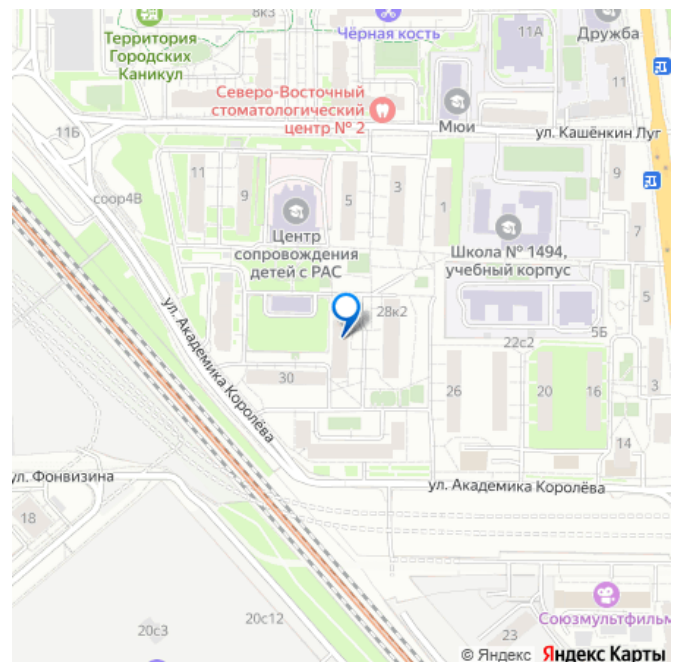 8к3
Территория
Городских
Каникул
Чёрная кость
11А
Дружба
11
Северо-Восточный
стоматологический
центр № 2
Мюи
ул. Кашёнкин Луг
11Б
11
9
5
3
1
9
7
соор4В
Центр
сопровождения
детей с РАС
Школа № 1494,
учебный корпус
ул. Академика Королёва
28к2
5
5Б
22с2
30
26
20
16
3
14
ул. Фонвизина
ул. Академика Королёва
18
20с3
20с12
23
Союзмультфильм
© Яндекс Яндекс Карты